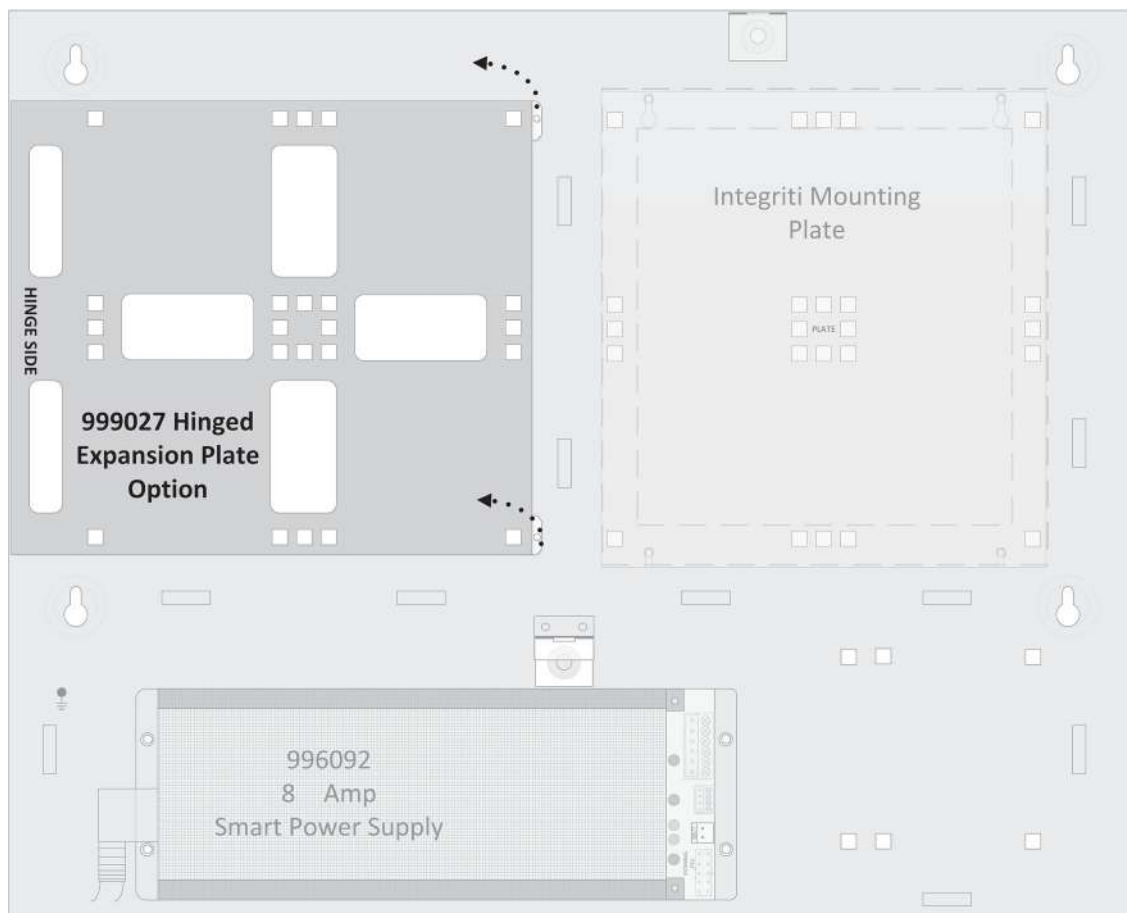 Integriti Mounting
Plate
PLATE
HINGE SIDE
999027 Hinged
Expansion Plate
Option
996092
8 Amp
Smart Power Supply